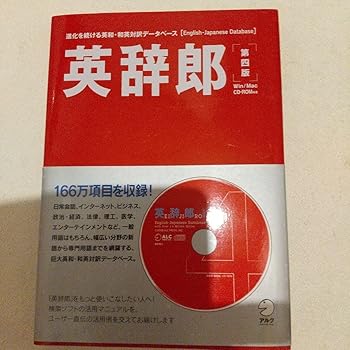 進化を続ける英和・和英対訳データベース [English-Japanese Database]
英辞郎
[第四版]
Win/Mac
CD-ROM付き
166万項目を収録!
日常会話、インターネット、ビジネス、
政治・経済、法律、理工、医学、
エンターテインメントなど、一般
用語はもちろん、幅広い分野の新
語から専門用語までを網羅する、
巨大英和・和英対訳データベース。
英辞郎
English-Japanese Database
ALC
4
「英辞郎」をもっと使いこなしたい人へ!
検索ソフトの活用マニュアルを、
ユーザー直伝の活用例を交えてお届けします
アルク